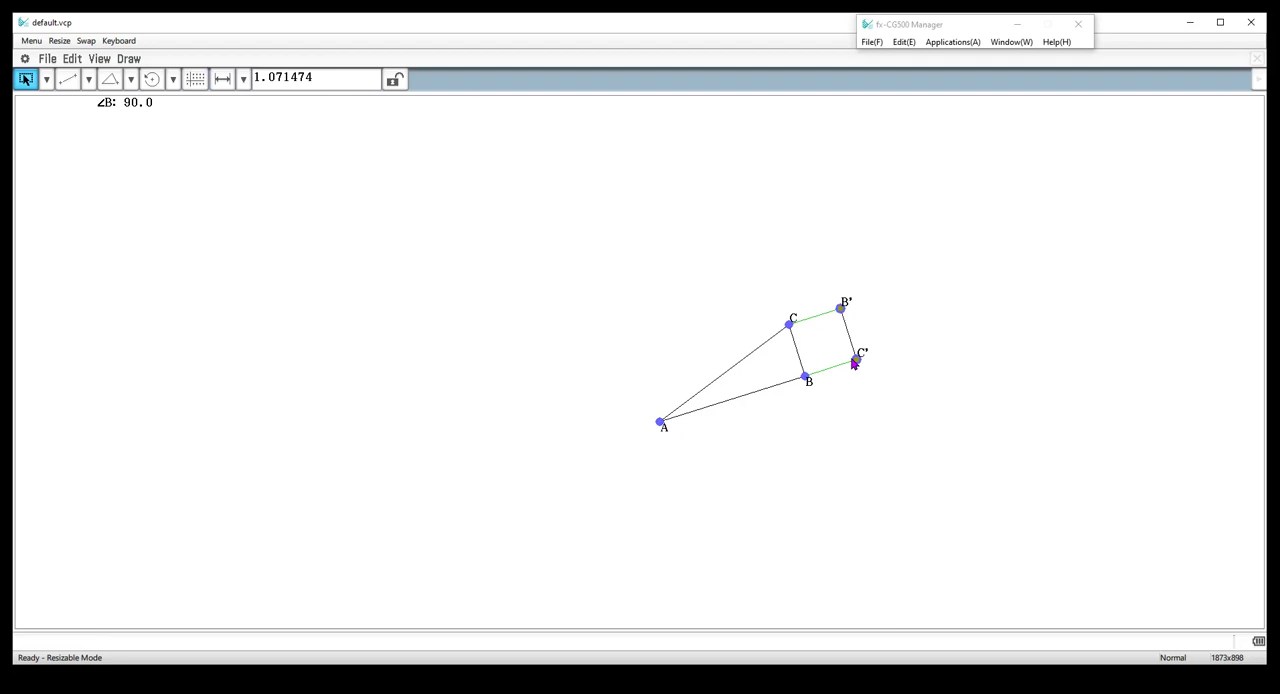 default.vcp
fx-CG500 Manager
File(F) Edit(E) Applications(A) Window(W) Help(H)
Menu Resize Swap Keyboard
File Edit View Draw
1.071474
∠B: 90.0
B'
C
C'
B
A
Ready - Resizable Mode
Normal 1873x898